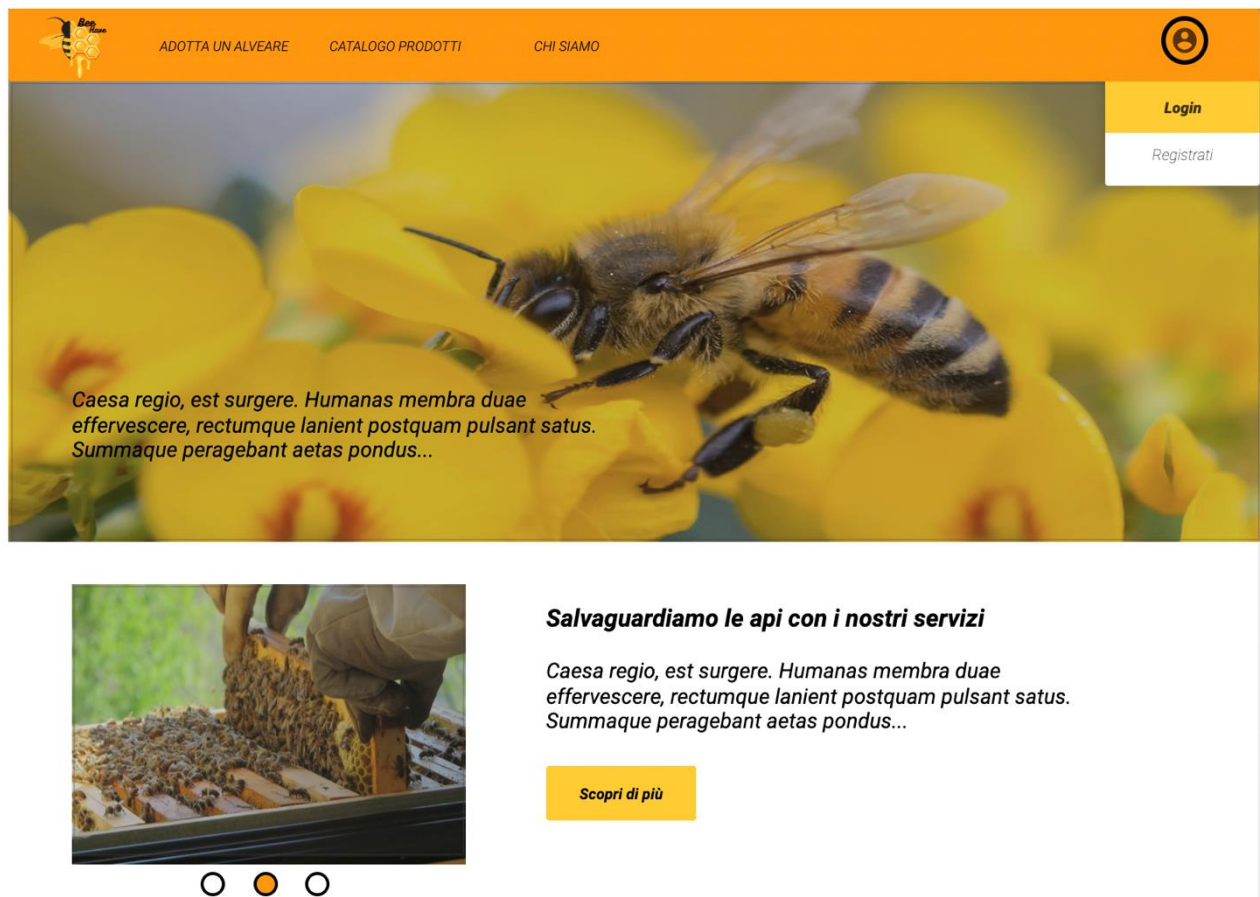 Bee
Have
ADOTTA UN ALVEARE
CATALOGO PRODOTTI
CHI SIAMO
Login
Registrati
Caesa regio, est surgere. Humanas membra duae
effervescere, rectumque lanient postquam pulsant satus.
Summaque peragebant aetas pondus...
Salvaguardiamo le api con i nostri servizi
Caesa regio, est surgere. Humanas membra duae
effervescere, rectumque lanient postquam pulsant satus.
Summaque peragebant aetas pondus...
Scopri di più